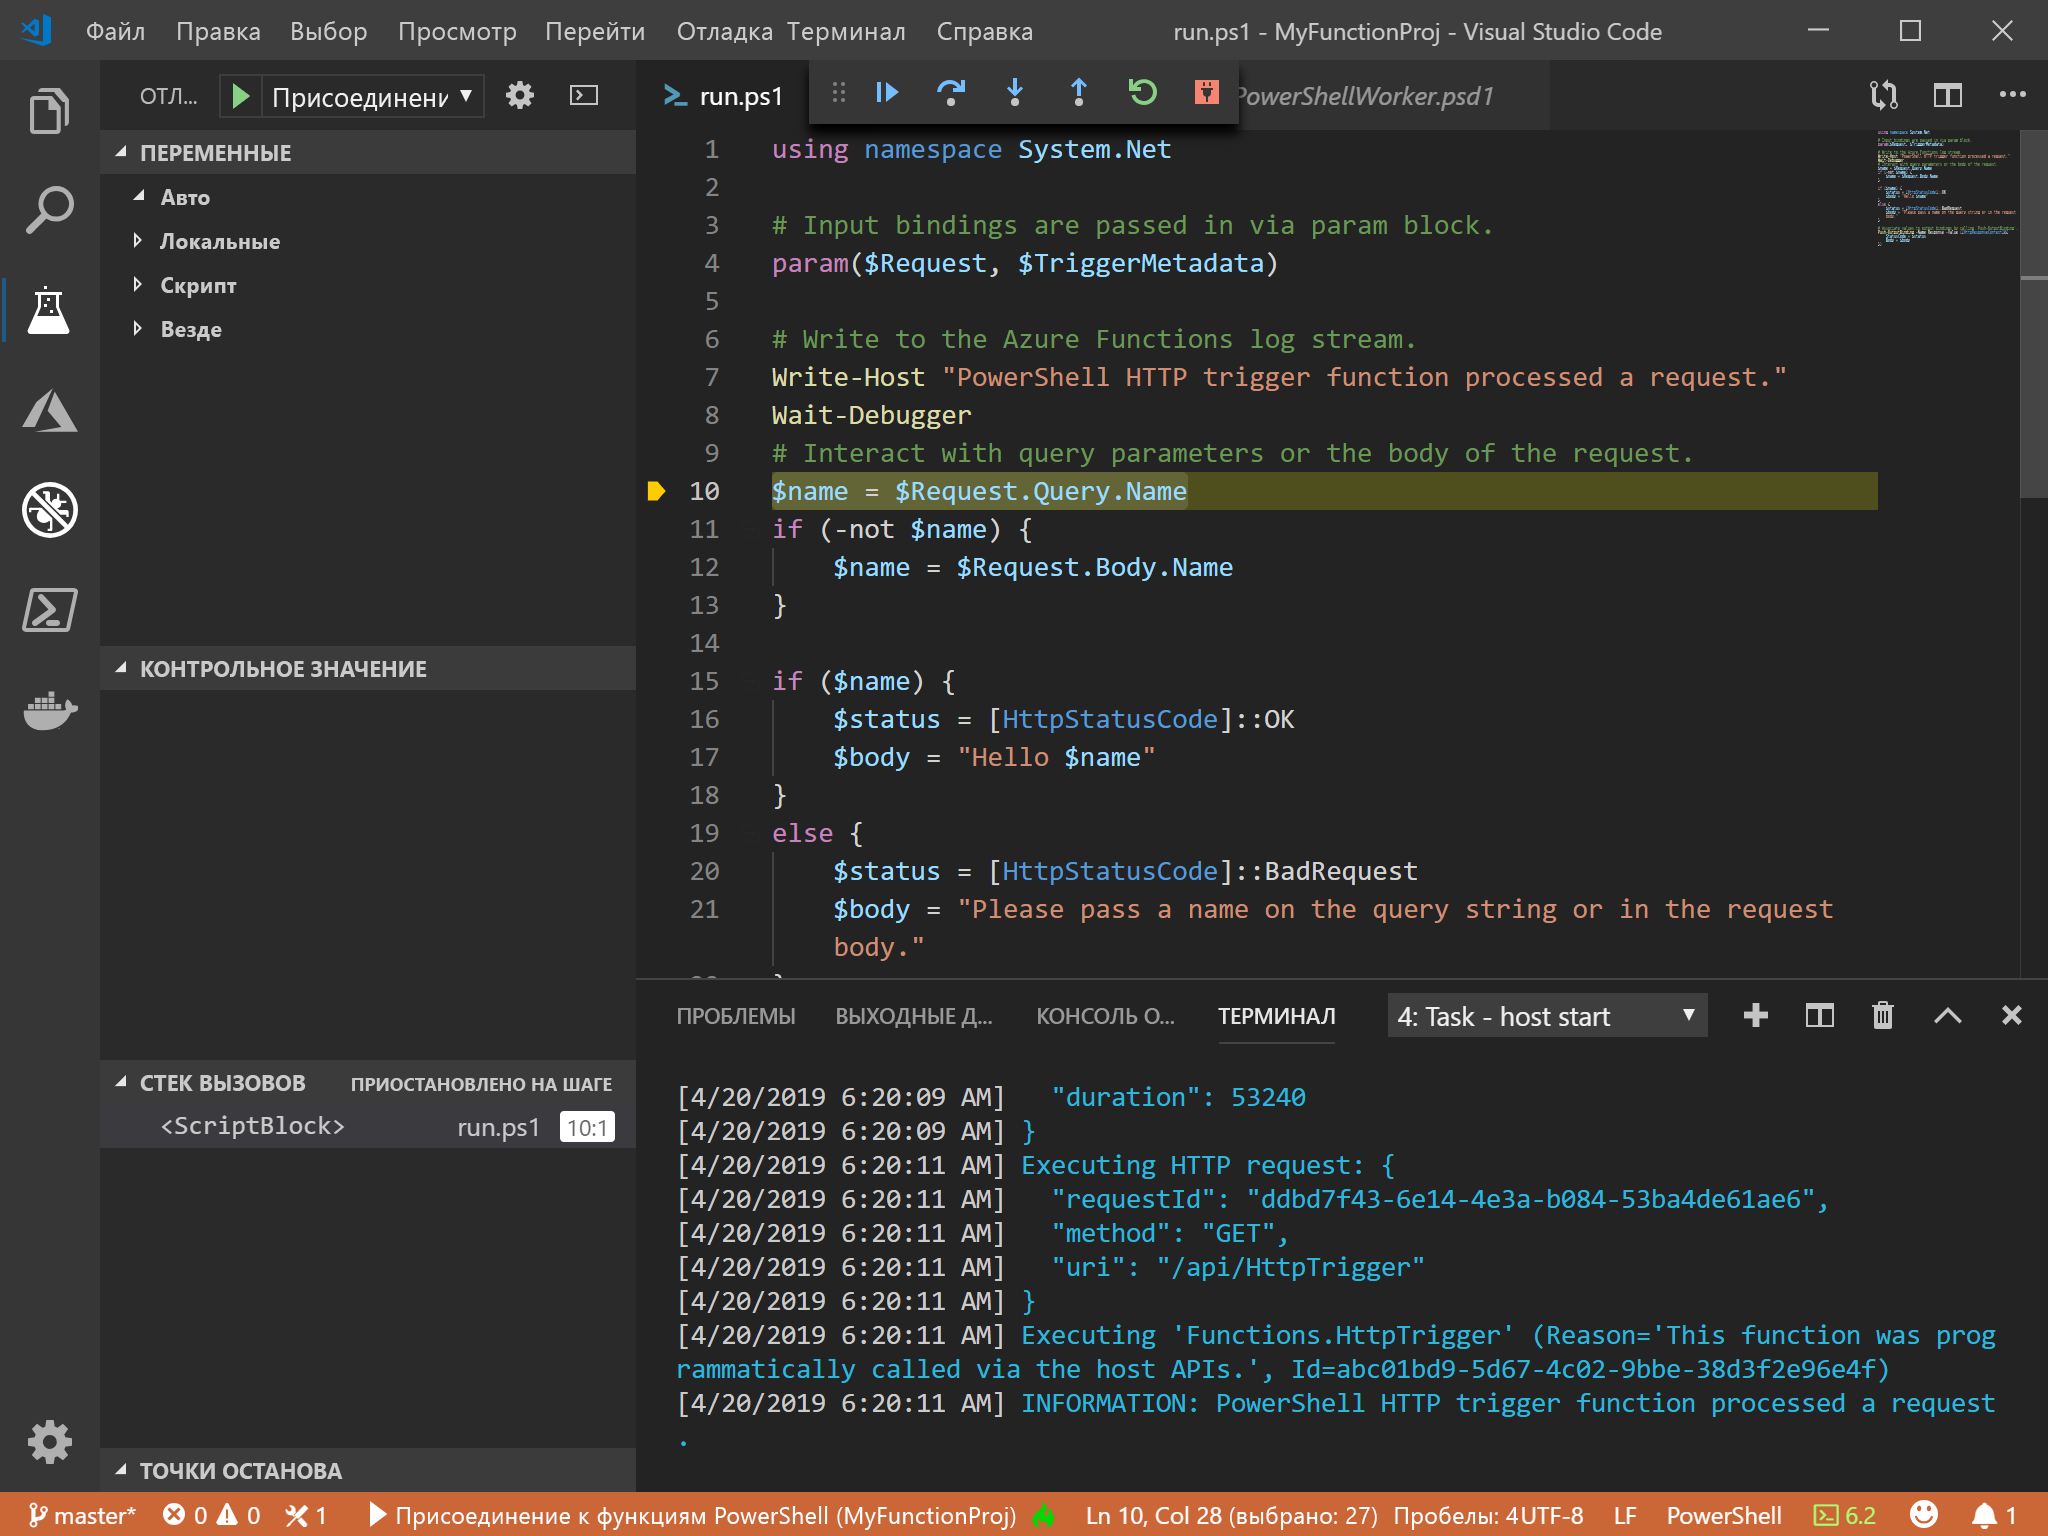 Файл Правка Выбор Просмотр Перейти Отладка Терминал Справка run.ps1 - MyFunctionProj - Visual Studio Code
ОТЛ... Присоединени
run.ps1 PowerShellWorker.psd1
ПЕРЕМЕННЫЕ
Авто
Локальные
Скрипт
Везде
КОНТРОЛЬНОЕ ЗНАЧЕНИЕ
СТЕК ВЫЗОВОВ ПРИОСТАНОВЛЕНО НА ШАГЕ
<ScriptBlock> run.ps1 10:1
ТОЧКИ ОСТАНОВА
1 using namespace System.Net
2
3 # Input bindings are passed in via param block.
4 param($Request, $TriggerMetadata)
5
6 # Write to the Azure Functions log stream.
7 Write-Host "PowerShell HTTP trigger function processed a request."
8 Wait-Debugger
9 # Interact with query parameters or the body of the request.
10 $name = $Request.Query.Name
11 if (-not $name) {
12 $name = $Request.Body.Name
13 }
14
15 if ($name) {
16 $status = [HttpStatusCode]::OK
17 $body = "Hello $name"
18 }
19 else {
20 $status = [HttpStatusCode]::BadRequest
21 $body = "Please pass a name on the query string or in the request
body."
ПРОБЛЕМЫ ВЫХОДНЫЕ Д... КОНСОЛЬ О... ТЕРМИНАЛ 4: Task - host start
[4/20/2019 6:20:09 AM] "duration": 53240
[4/20/2019 6:20:09 AM] }
[4/20/2019 6:20:11 AM] Executing HTTP request: {
[4/20/2019 6:20:11 AM] "requestId": "ddbd7f43-6e14-4e3a-b084-53ba4de61ae6",
[4/20/2019 6:20:11 AM] "method": "GET",
[4/20/2019 6:20:11 AM] "uri": "/api/HttpTrigger"
[4/20/2019 6:20:11 AM] }
[4/20/2019 6:20:11 AM] Executing 'Functions.HttpTrigger' (Reason='This function was prog
rammatically called via the host APIs.', Id=abc01bd9-5d67-4c02-9bbe-38d3f2e96e4f)
[4/20/2019 6:20:11 AM] INFORMATION: PowerShell HTTP trigger function processed a request
.
master* 0 0 1 Присоединение к функциям PowerShell (MyFunctionProj) Ln 10, Col 28 (выбрано: 27) Пробелы: 4 UTF-8 LF PowerShell 6.2 1